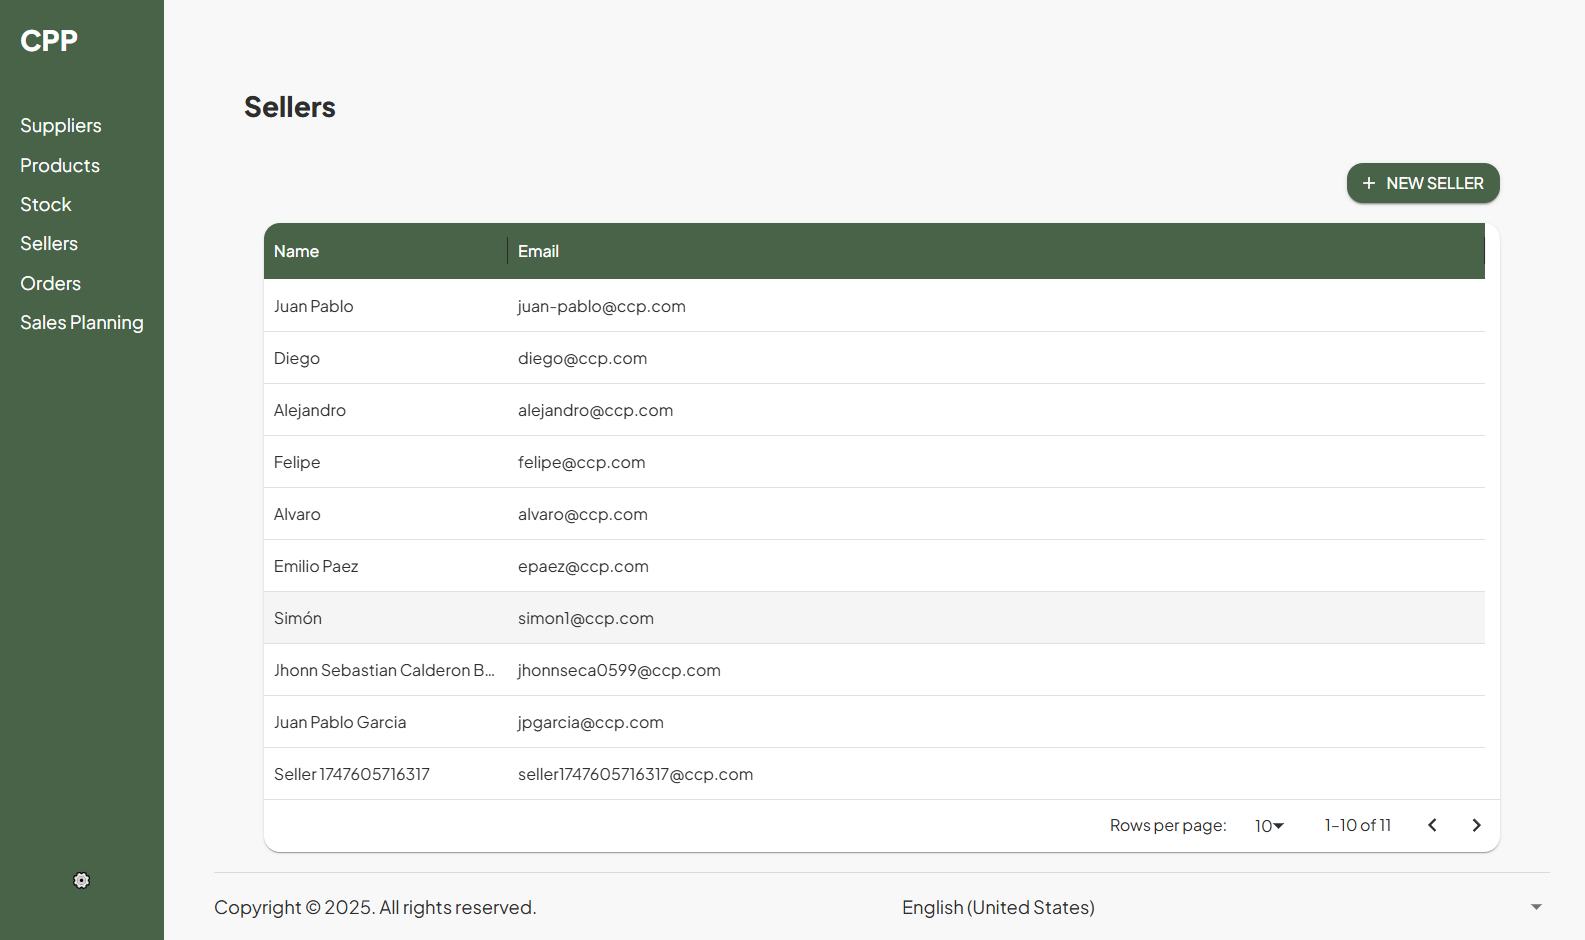 CPP
Suppliers
Products
Stock
Sellers
Orders
Sales Planning
Sellers
+ NEW SELLER
Name Email
Juan Pablo juan-pablo@ccp.com
Diego diego@ccp.com
Alejandro alejandro@ccp.com
Felipe felipe@ccp.com
Alvaro alvaro@ccp.com
Emilio Paez epaez@ccp.com
Simón simon1@ccp.com
Jhonn Sebastian Calderon B... jhonnseca0599@ccp.com
Juan Pablo Garcia jpgarcia@ccp.com
Seller 1747605716317 seller1747605716317@ccp.com
Rows per page: 10 1–10 of 11
Copyright © 2025. All rights reserved. English (United States)